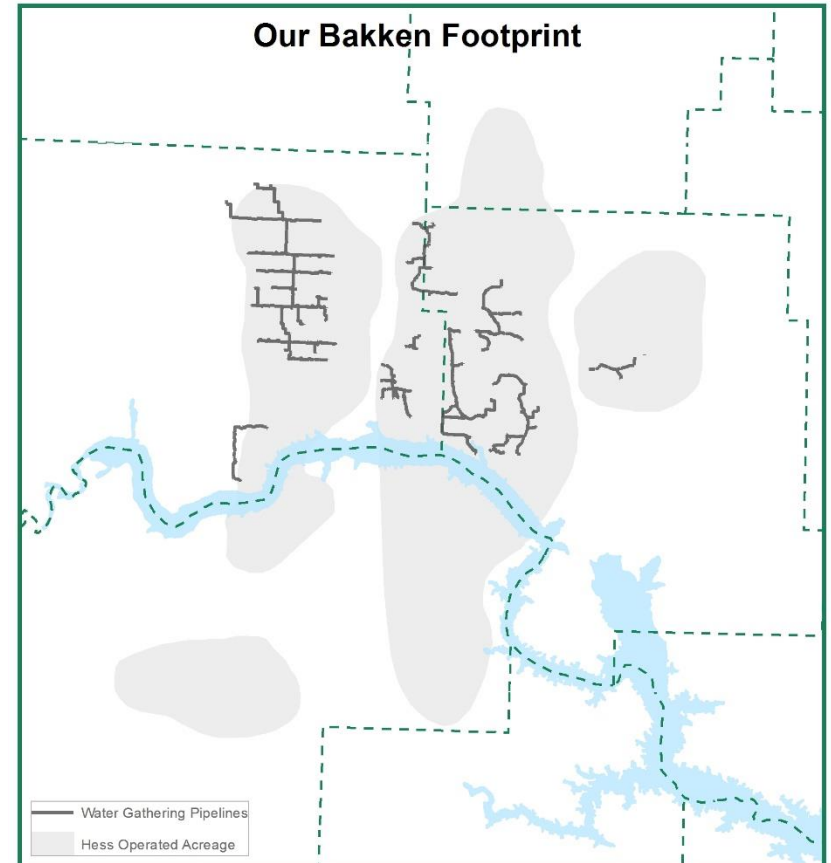 Our Bakken Footprint
Water Gathering Pipelines
Hess Operated Acreage